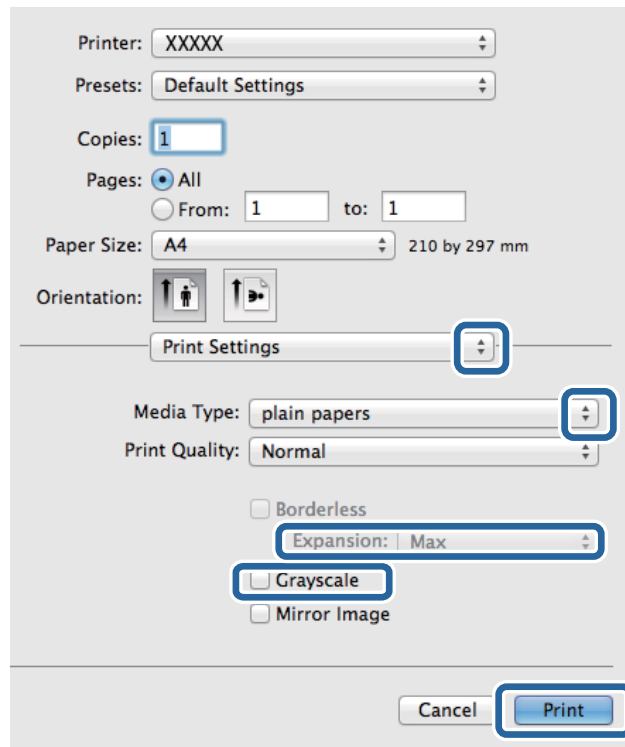 Printer: XXXXX
Presets: Default Settings
Copies: 1
Pages: All
From: 1 to: 1
Paper Size: A4 210 by 297 mm
Orientation:
Print Settings
Media Type: plain papers
Print Quality: Normal
Borderless
Expansion: Max
Grayscale
Mirror Image
Cancel Print